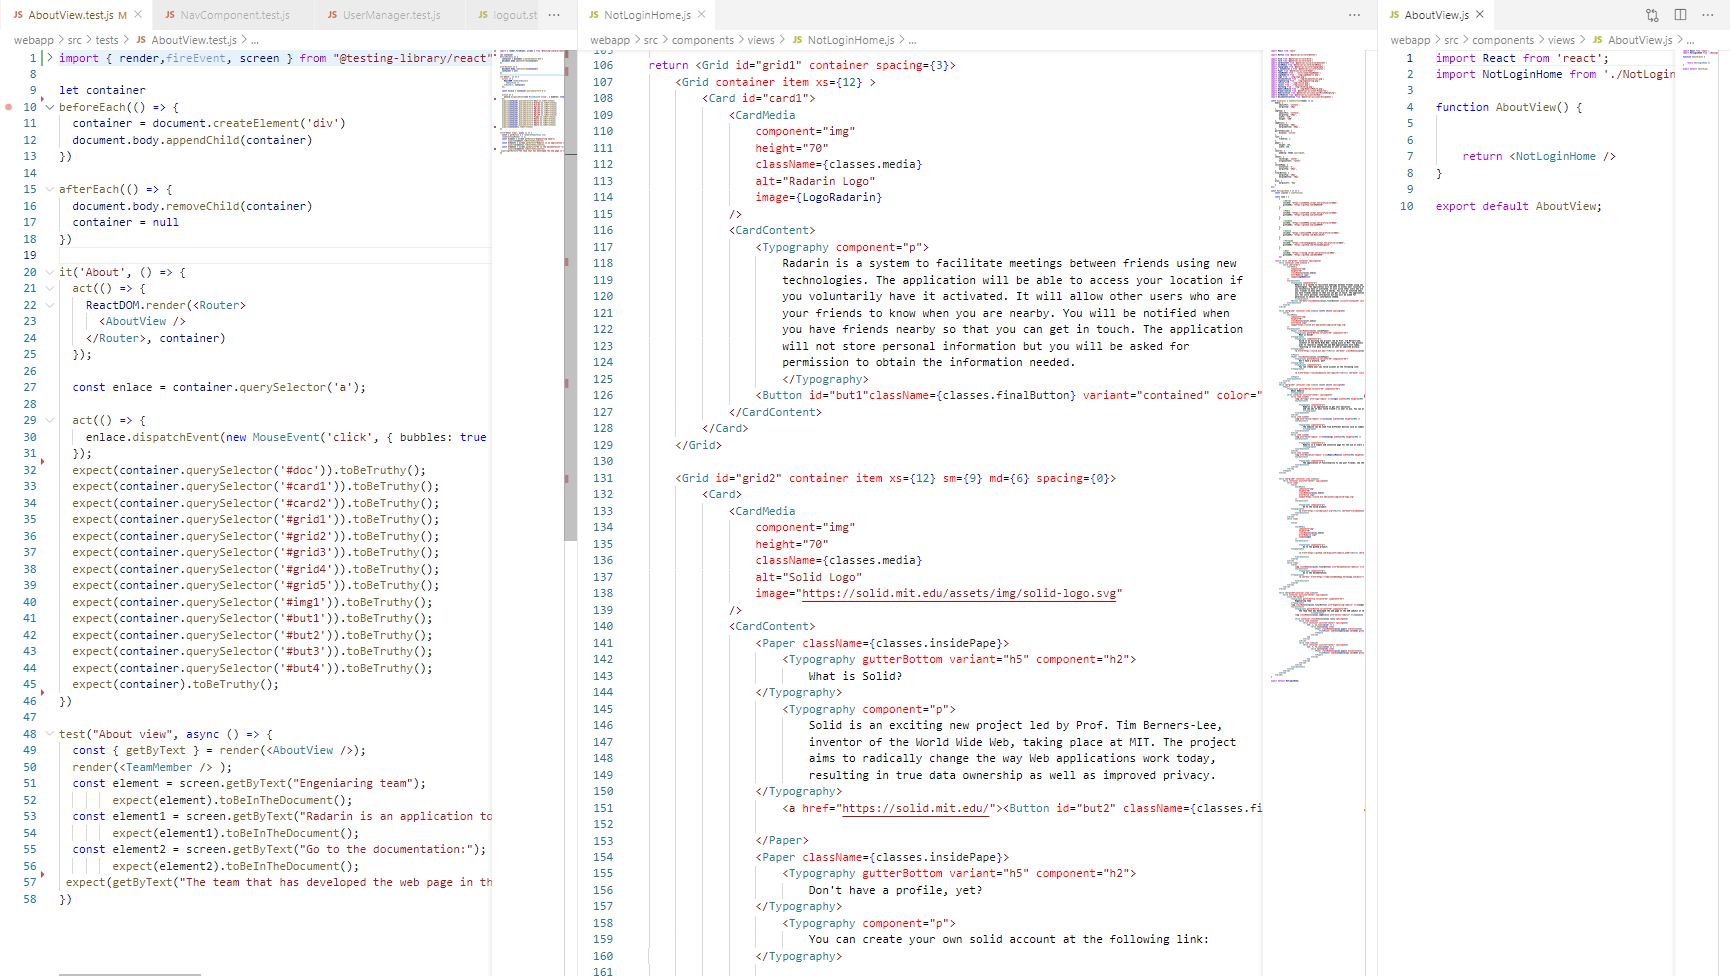 JS AboutView.test.js M ×
JS NavComponent.test.js
JS UserManager.test.js
JS logout.st ...
webapp > src > tests > JS AboutView.test.js > ...
1 import { render,fireEvent, screen } from "@testing-library/react"
8
9 let container
10 beforeEach(() => {
11 container = document.createElement('div')
12 document.body.appendChild(container)
13 })
14
15 afterEach(() => {
16 document.body.removeChild(container)
17 container = null
18 })
19
20 it('About', () => {
21 act(() => {
22 ReactDOM.render(<Router>
23 <AboutView />
24 </Router>, container)
25 });
26
27 const enlace = container.querySelector('a');
28
29 act(() => {
30 enlace.dispatchEvent(new MouseEvent('click', { bubbles: true
31 });
32 expect(container.querySelector('#doc')).toBeTruthy();
33 expect(container.querySelector('#card1')).toBeTruthy();
34 expect(container.querySelector('#card2')).toBeTruthy();
35 expect(container.querySelector('#grid1')).toBeTruthy();
36 expect(container.querySelector('#grid2')).toBeTruthy();
37 expect(container.querySelector('#grid3')).toBeTruthy();
38 expect(container.querySelector('#grid4')).toBeTruthy();
39 expect(container.querySelector('#grid5')).toBeTruthy();
40 expect(container.querySelector('#img1')).toBeTruthy();
41 expect(container.querySelector('#but1')).toBeTruthy();
42 expect(container.querySelector('#but2')).toBeTruthy();
43 expect(container.querySelector('#but3')).toBeTruthy();
44 expect(container.querySelector('#but4')).toBeTruthy();
45 expect(container).toBeTruthy();
46 })
47
48 test("About view", async () => {
49 const { getByText } = render(<AboutView />);
50 render(<TeamMember /> );
51 const element = screen.getByText("Engeniaring team");
52 expect(element).toBeInTheDocument();
53 const element1 = screen.getByText("Radarin is an application to
54 expect(element1).toBeInTheDocument();
55 const element2 = screen.getByText("Go to the documentation:");
56 expect(element2).toBeInTheDocument();
57 expect(getByText("The team that has developed the web page in th
58 })
JS NotLoginHome.js × ...
webapp > src > components > views > JS NotLoginHome.js > ...
105
106 return <Grid id="grid1" container spacing={3}>
107 <Grid container item xs={12} >
108 <Card id="card1">
109 <CardMedia
110 component="img"
111 height="70"
112 className={classes.media}
113 alt="Radarin Logo"
114 image={LogoRadarin}
115 />
116 <CardContent>
117 <Typography component="p">
118 Radarin is a system to facilitate meetings between friends using new
119 technologies. The application will be able to access your location if
120 you voluntarily have it activated. It will allow other users who are
121 your friends to know when you are nearby. You will be notified when
122 you have friends nearby so that you can get in touch. The application
123 will not store personal information but you will be asked for
124 permission to obtain the information needed.
125 </Typography>
126 <Button id="but1"className={classes.finalButton} variant="contained" color="
127 </CardContent>
128 </Card>
129 </Grid>
130
131 <Grid id="grid2" container item xs={12} sm={9} md={6} spacing={0}>
132 <Card>
133 <CardMedia
134 component="img"
135 height="70"
136 className={classes.media}
137 alt="Solid Logo"
138 image="https://solid.mit.edu/assets/img/solid-logo.svg"
139 />
140 <CardContent>
141 <Paper className={classes.insidePape}>
142 <Typography gutterBottom variant="h5" component="h2">
143 What is Solid?
144 </Typography>
145 <Typography component="p">
146 Solid is an exciting new project led by Prof. Tim Berners-Lee,
147 inventor of the World Wide Web, taking place at MIT. The project
148 aims to radically change the way Web applications work today,
149 resulting in true data ownership as well as improved privacy.
150 </Typography>
151 <a href="https://solid.mit.edu/"><Button id="but2" className={classes.fi
152
153 </Paper>
154 <Paper className={classes.insidePape}>
155 <Typography gutterBottom variant="h5" component="h2">
156 Don't have a profile, yet?
157 </Typography>
158 <Typography component="p">
159 You can create your own solid account at the following link:
160 </Typography>
161
JS AboutView.js × ...
webapp > src > components > views > JS AboutView.js > ...
1 import React from 'react';
2 import NotLoginHome from './NotLogin
3
4 function AboutView() {
5
6
7 return <NotLoginHome />
8 }
9
10 export default AboutView;